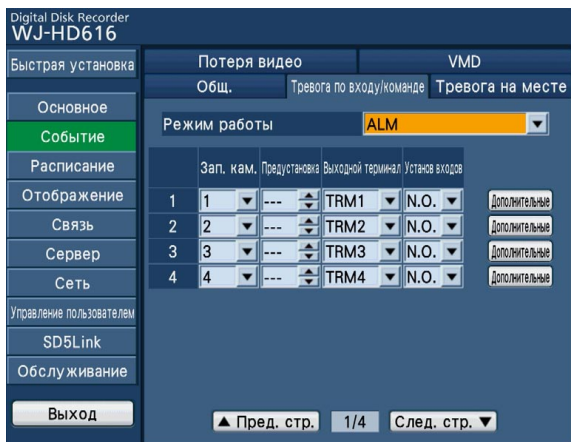 Digital Disk Recorder
WJ-HD616
Быстрая установка
Основное
Событие
Расписание
Отображение
Связь
Сервер
Сеть
Управление пользователем
SD5Link
Обслуживание
Выход
Потеря видео VMD
Общ. Тревога по входу/команде Тревога на месте
Режим работы ALM
Зап. кам. Предустановка Выходной терминал Установ входов
1 1 --- TRM1 N.O. Дополнительные
2 2 --- TRM2 N.O. Дополнительные
3 3 --- TRM3 N.O. Дополнительные
4 4 --- TRM4 N.O. Дополнительные
▲ Пред. стр. 1/4 След. стр. ▼